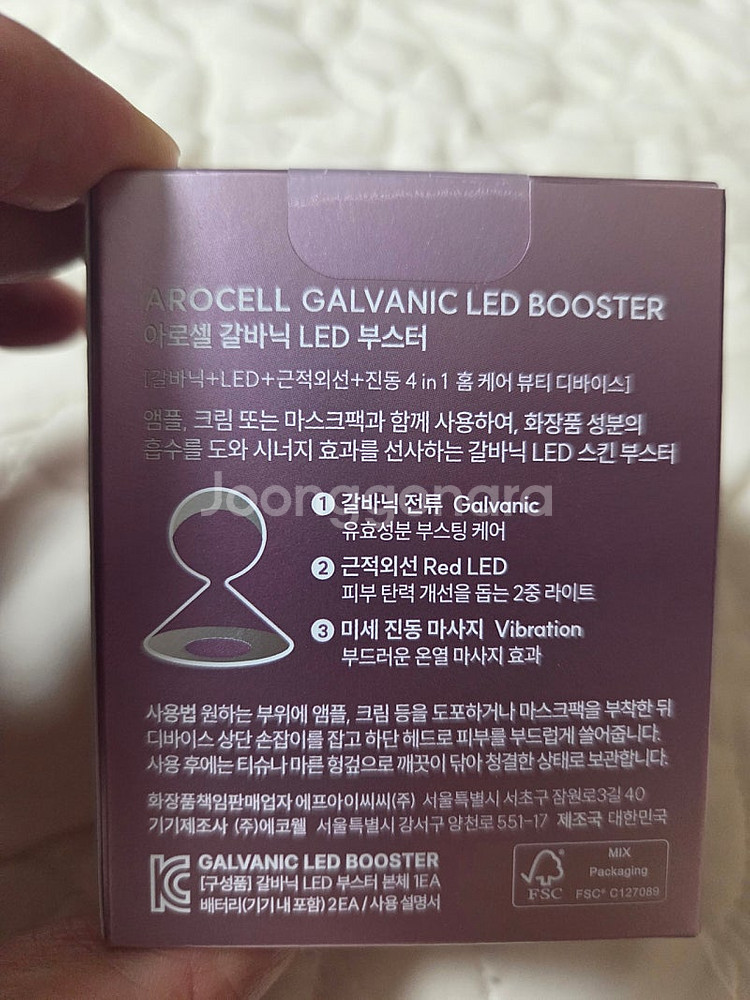 AROCELL GALVANIC LED BOOSTER
아로셀 갈바닉 LED 부스터
[갈바닉+LED+근적외선+진동 4 in 1 홈 케어 뷰티 디바이스]
앰플, 크림 또는 마스크팩과 함께 사용하여, 화장품 성분의
흡수를 도와 시너지 효과를 선사하는 갈바닉 LED 스킨 부스터
Joonggonara
1 갈바닉 전류 Galvanic
유효성분 부스팅 케어
2 근적외선 Red LED
피부 탄력 개선을 돕는 2중 라이트
3 미세 진동 마사지 Vibration
부드러운 온열 마사지 효과
사용법 원하는 부위에 앰플, 크림 등을 도포하거나 마스크팩을 부착한 뒤
디바이스 상단 손잡이를 잡고 하단 헤드로 피부를 부드럽게 쓸어줍니다.
사용 후에는 티슈나 마른 헝겊으로 깨끗이 닦아 청결한 상태로 보관합니다.
화장품책임판매업자 에프아이씨씨(주) 서울특별시 서초구 잠원로3길 40
기기제조사 (주)에코웰 서울특별시 강서구 양천로 551-17 제조국 대한민국
GALVANIC LED BOOSTER
[구성품] 갈바닉 LED 부스터 본체 1EA
배터리(기기 내 포함) 2EA / 사용 설명서
FSC
MIX
Packaging
FSC® C127089